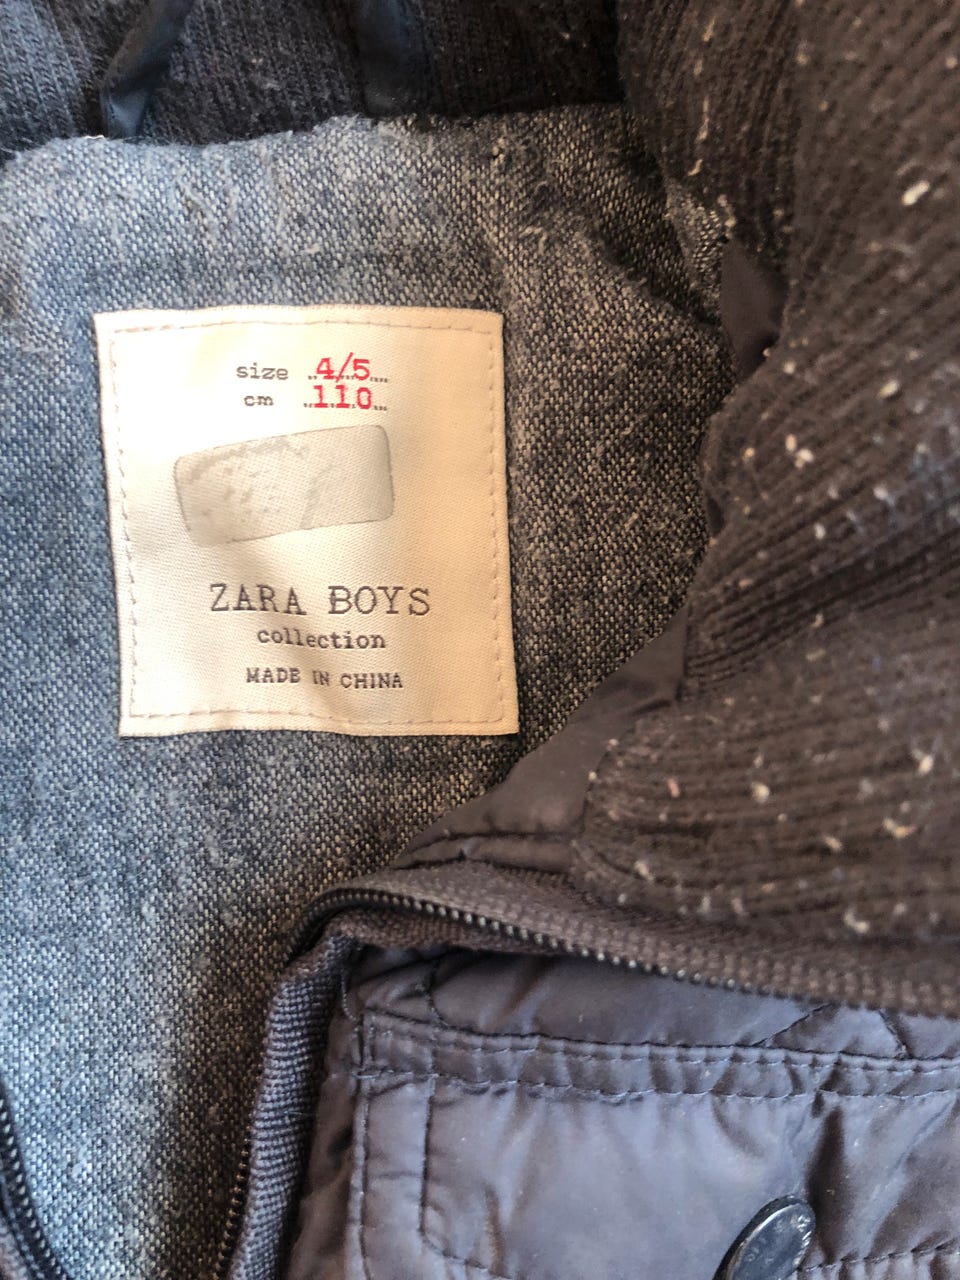 size 4/5
cm 110
ZARA BOYS
collection
MADE IN CHINA